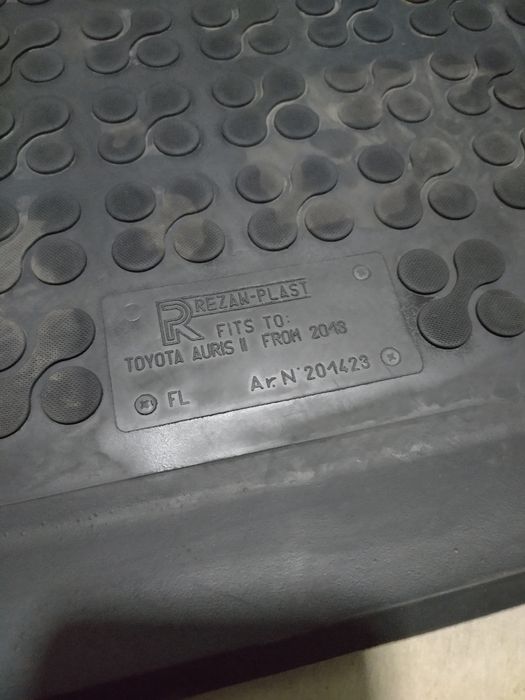 R REZAW-PLAST
FITS TO:
TOYOTA AURIS II FROM 2013
FL Ar.N° 201423